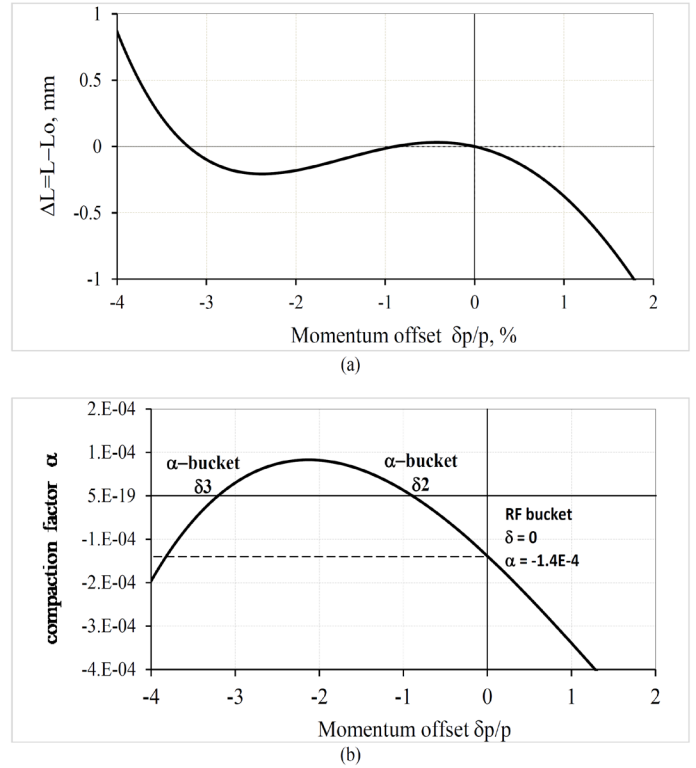 1
0.5
0
-0.5
-1
ΔL=L−Lo, mm
-4 -3 -2 -1 0 1 2
Momentum offset δp/p, %
(a)
2.E-04
1.E-04
5.E-19
-1.E-04
-2.E-04
-3.E-04
-4.E-04
compaction factor α
α−bucket
δ3
α−bucket
δ2
RF bucket
δ = 0
α = -1.4E-4
-4 -3 -2 -1 0 1 2
Momentum offset δp/p
(b)